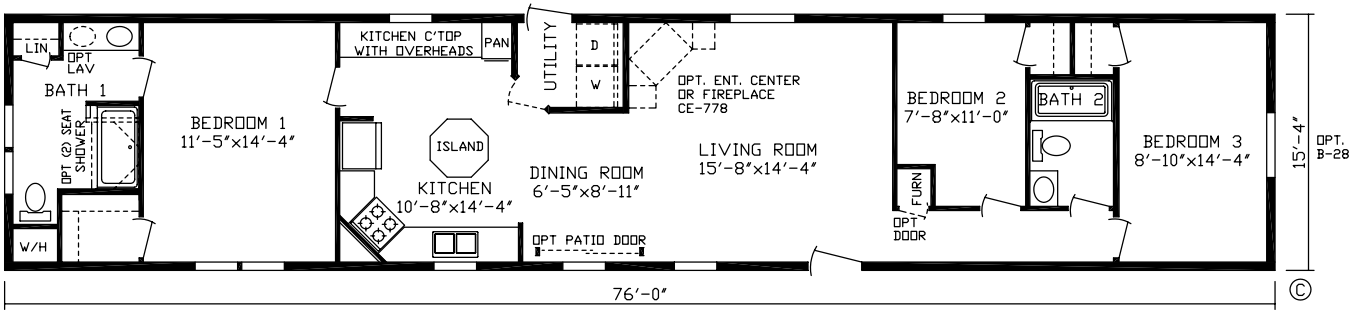 LIN
OPT
LAV
BATH 1
OPT (2) SEAT
SHOWER
W/H
BEDROOM 1
11'-5"x14'-4"
KITCHEN C'TOP
WITH OVERHEADS
PAN
ISLAND
KITCHEN
10'-8"x14'-4"
UTILITY
D
W
DINING ROOM
6'-5"x8'-11"
OPT PATIO DOOR
OPT. ENT. CENTER
OR FIREPLACE
CE-778
LIVING ROOM
15'-8"x14'-4"
BEDROOM 2
7'-8"x11'-0"
FURN
OPT
DOOR
BATH 2
BEDROOM 3
8'-10"x14'-4"
15'-4"
OPT.
B-28
76'-0"
©